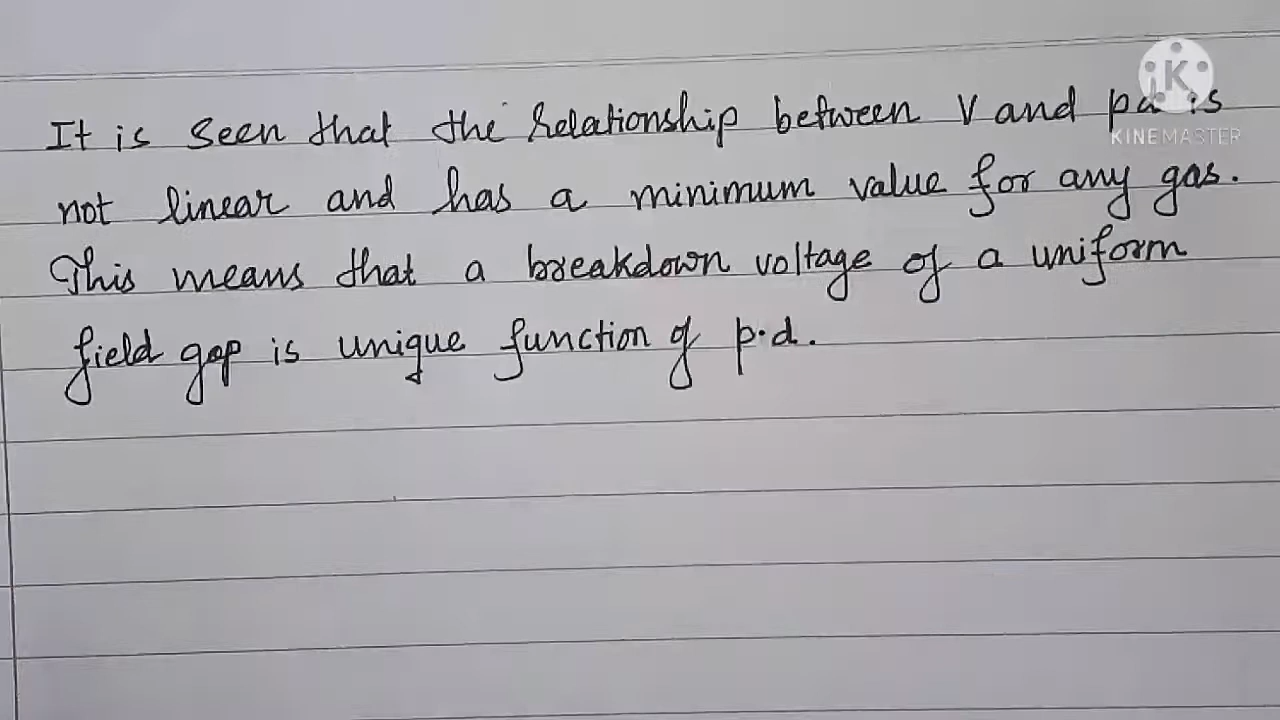 It is seen that the relationship between V and pd is
KINEMASTER
not linear and has a minimum value for any gas.
This means that a breakdown voltage of a uniform
field gap is unique function of p.d.